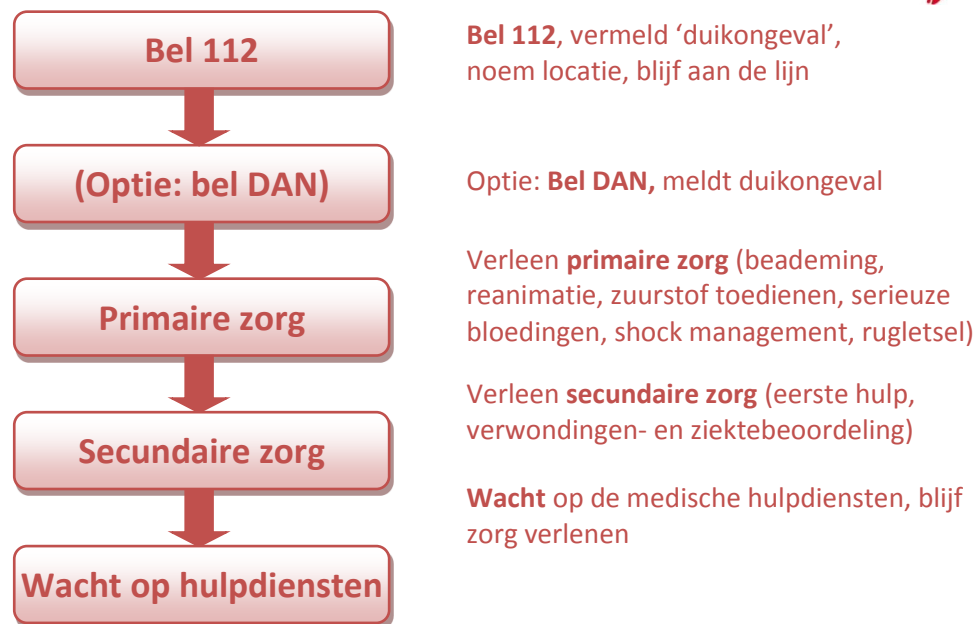 Bel 112
Bel 112, vermeld ‘duikongeval’,
noem locatie, blijf aan de lijn
(Optie: bel DAN)
Optie: Bel DAN, meldt duikongeval
Primaire zorg
Verleen primaire zorg (beademing,
reanimatie, zuurstof toedienen, serieuze
bloedingen, shock management, rugletsel)
Secundaire zorg
Verleen secundaire zorg (eerste hulp,
verwondingen- en ziektebeoordeling)
Wacht op hulpdiensten
Wacht op de medische hulpdiensten, blijf
zorg verlenen